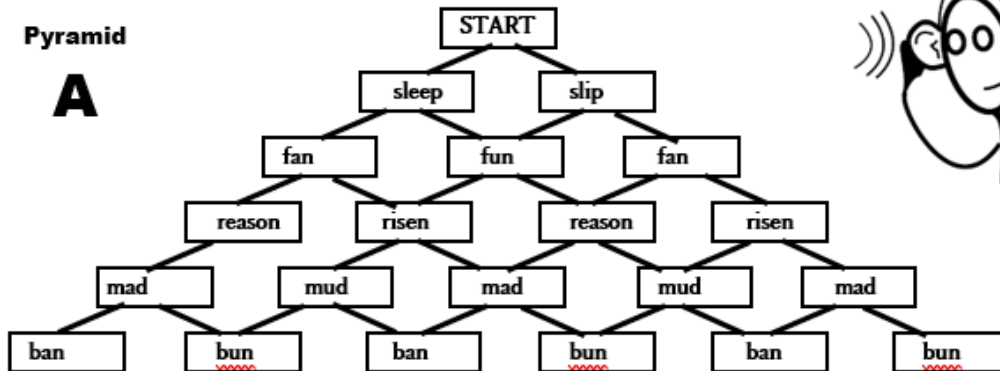 START
Pyramid
A
sleep slip
fan fun fan
reason risen reason risen
mad mud mad mud mad
ban bun ban bun ban bun